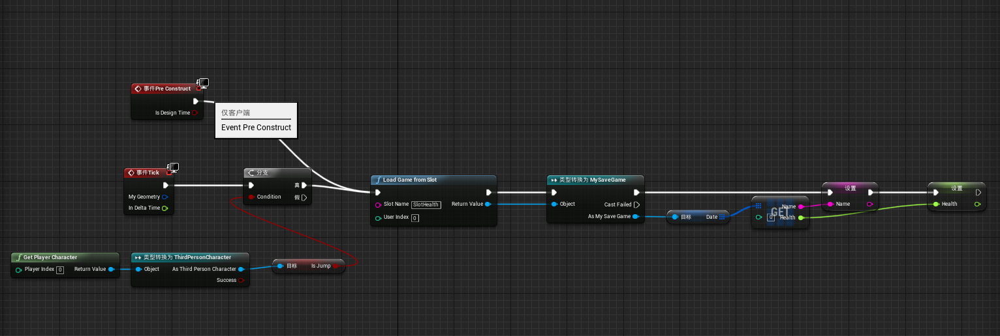 事件Pre Construct
Is Design Time
仅客户端
Event Pre Construct
事件Tick
My Geometry
In Delta Time
分支
真
Condition
假
Load Game from Slot
Slot Name SlotHealth
Return Value
User Index 0
类型转换为 MySaveGame
Object
Cast Failed
As My Save Game
目标 Date
GET
0
Name
Health
设置
Name
设置
Health
Get Player Character
Player Index 0
Return Value
类型转换为 ThirdPersonCharacter
Object
As Third Person Character
Success
目标 Is Jump